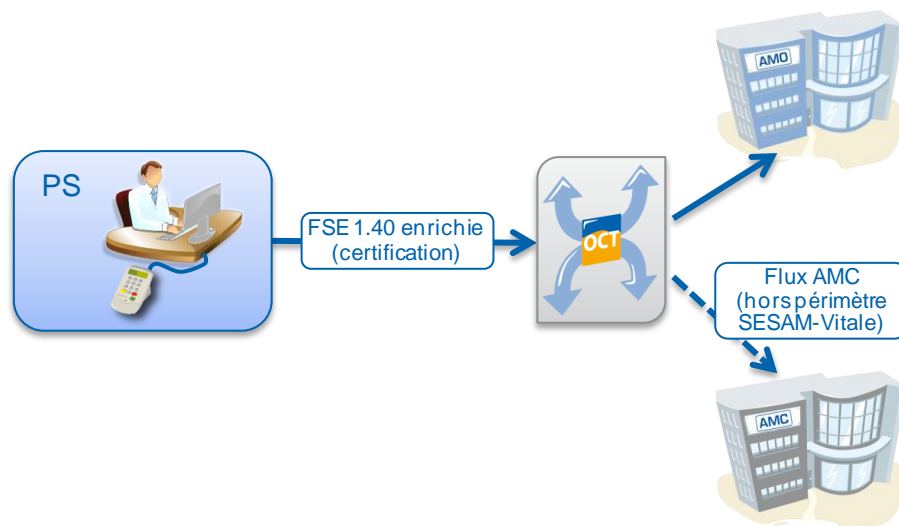 PS
FSE 1.40 enrichie
(certification)
OCT
AMO
Flux AMC
(hors périmètre
SESAM-Vitale)
AMC